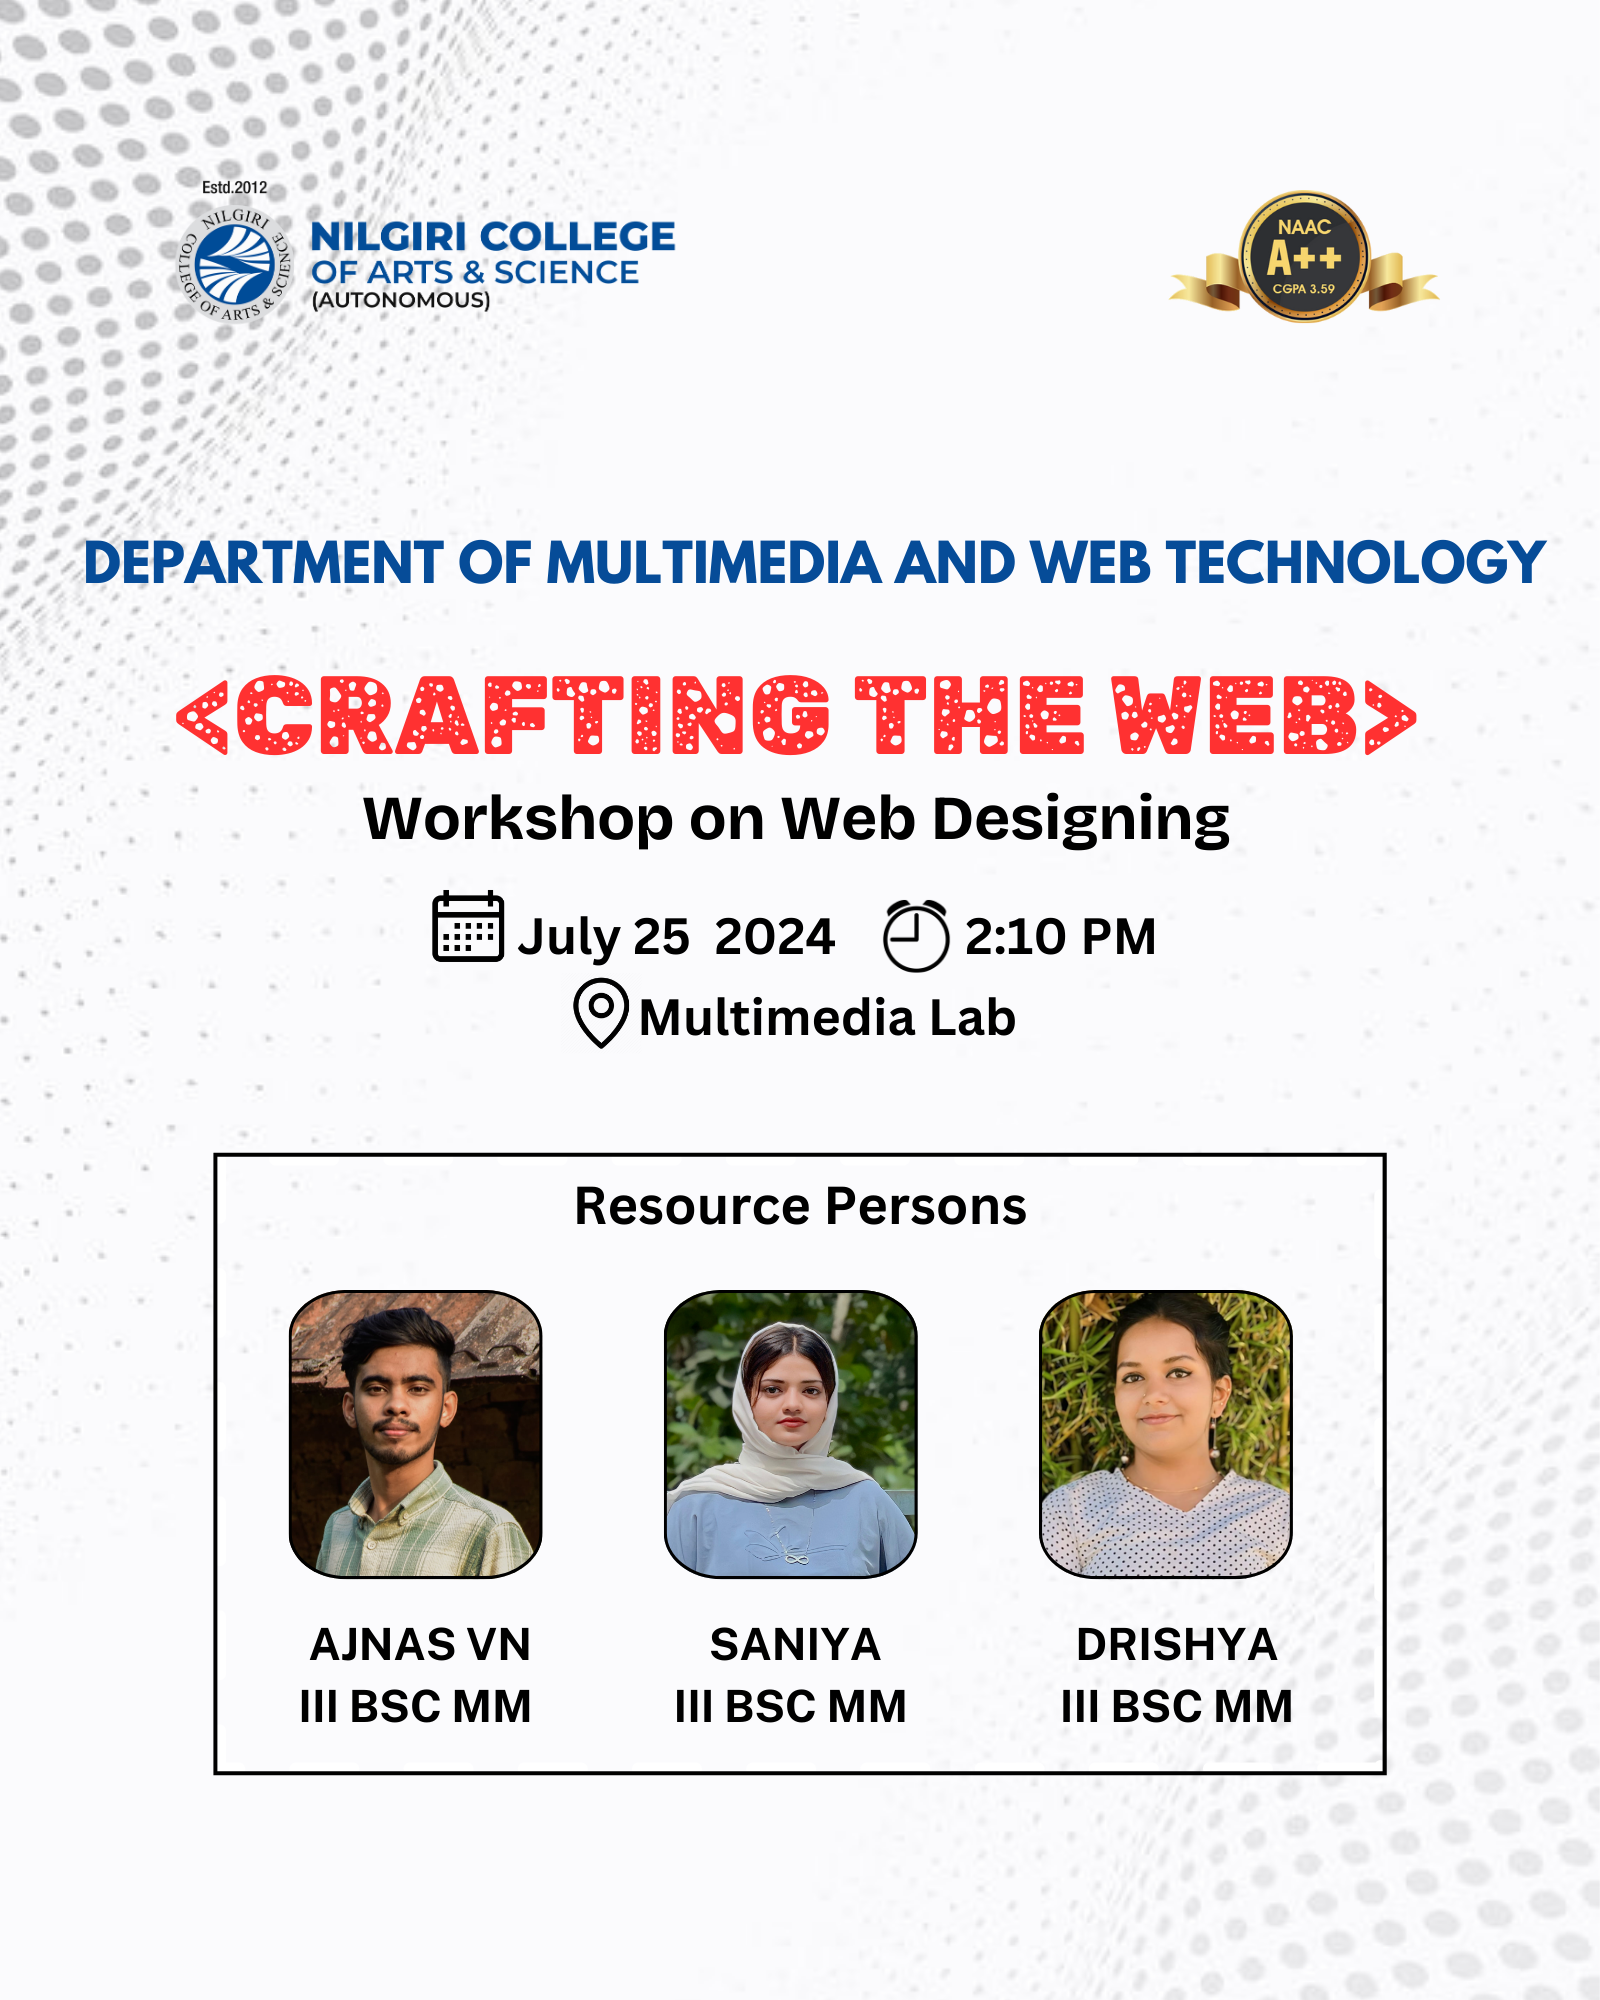 Estd.2012
NILGIRI
COLLEGE OF ARTS & SCIENCE
NILGIRI COLLEGE
OF ARTS & SCIENCE
(AUTONOMOUS)
NAAC
A++
CGPA 3.59
DEPARTMENT OF MULTIMEDIA AND WEB TECHNOLOGY
<CRAFTING THE WEB>
Workshop on Web Designing
July 25 2024 2:10 PM
Multimedia Lab
Resource Persons
AJNAS VN SANIYA DRISHYA
III BSC MM III BSC MM III BSC MM